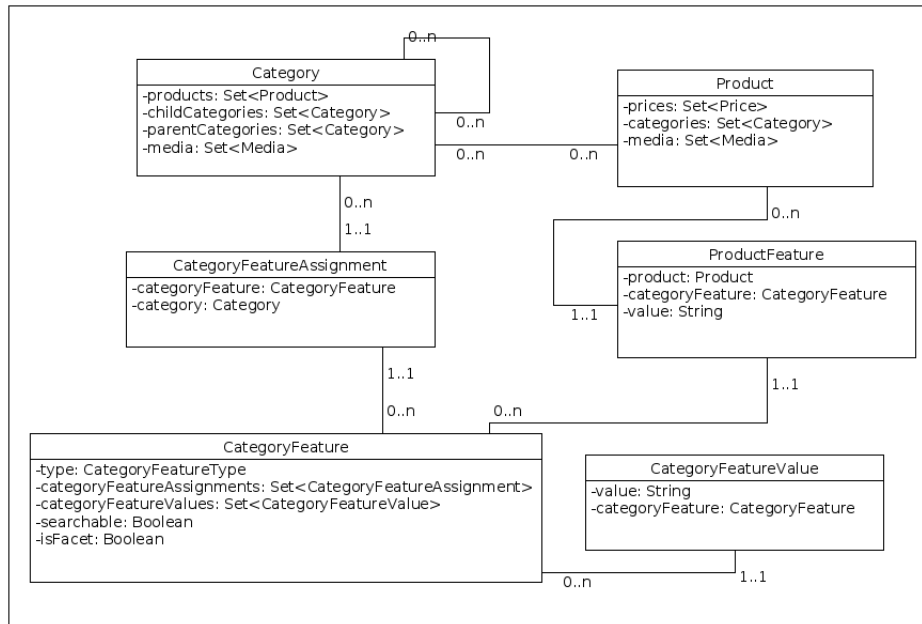 0..n
Category
-products: Set<Product>
-childCategories: Set<Category>
-parentCategories: Set<Category>
-media: Set<Media>
0..n
0..n
0..n
Product
-prices: Set<Price>
-categories: Set<Category>
-media: Set<Media>
0..n
1..1
0..n
CategoryFeatureAssignment
-categoryFeature: CategoryFeature
-category: Category
ProductFeature
-product: Product
-categoryFeature: CategoryFeature
-value: String
1..1
1..1
1..1
0..n
0..n
CategoryFeature
-type: CategoryFeatureType
-categoryFeatureAssignments: Set<CategoryFeatureAssignment>
-categoryFeatureValues: Set<CategoryFeatureValue>
-searchable: Boolean
-isFacet: Boolean
CategoryFeatureValue
-value: String
-categoryFeature: CategoryFeature
0..n
1..1